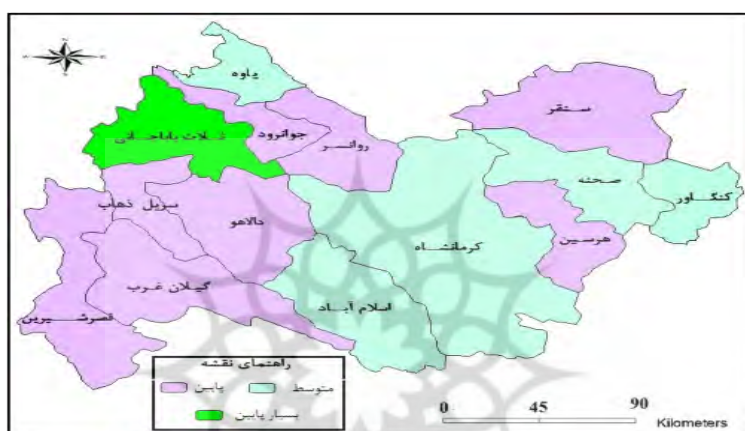 پاوه
سنقر
جوانرود
ثلاث باباجانی
روانسر
صحنه
کنگاور
سرپل ذهاب
دالاهو
کرمانشاه
هرسین
گیلان غرب
اسلام آباد
قصرشیرین
راهنمای نقشه
متوسط
پایین
بسیار پایین
0 45 90
Kilometers